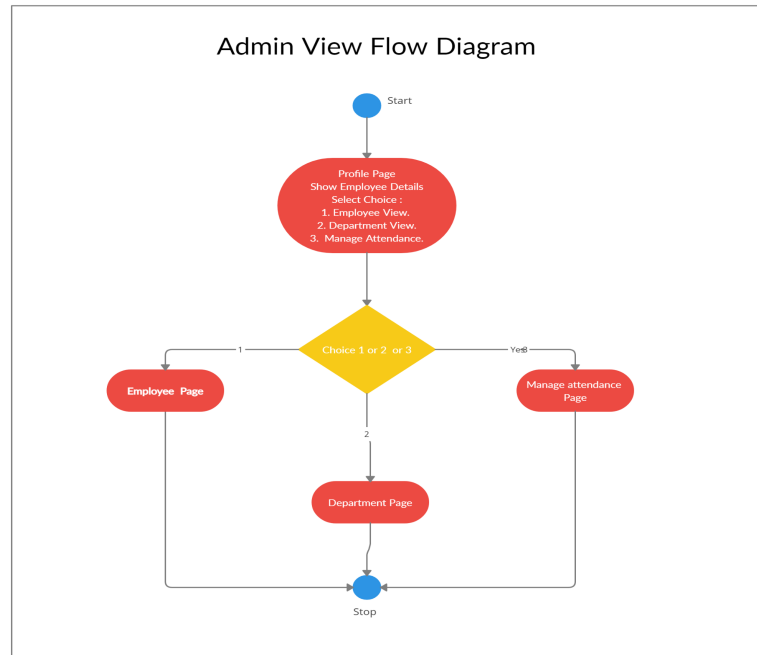 Admin View Flow Diagram
Start
Profile Page
Show Employee Details
Select Choice :
1. Employee View.
2. Department View.
3. Manage Attendance.
Choice 1 or 2 or 3
1
Yes3
Employee Page
Manage attendance
Page
2
Department Page
Stop